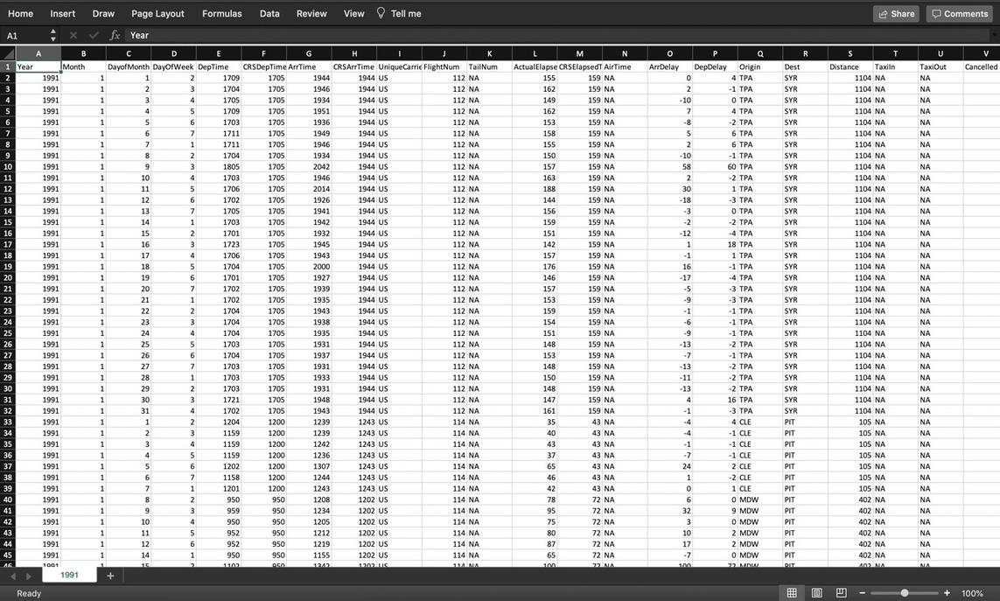 Home Insert Draw Page Layout Formulas Data Review View Tell me Share Comments
A1 fx Year
A B C D E F G H I J K L M N O P Q R S T U V
1 Year Month DayofMonth DayOfWeek DepTime CRSDepTime ArrTime CRSArrTime UniqueCarrie FlightNum TailNum ActualElapse CRSElapsedT AirTime ArrDelay DepDelay Origin Dest Distance TaxiIn TaxiOut Cancelled
2 1991 1 1 2 1709 1705 1944 1944 US 112 NA 155 159 NA 0 4 TPA SYR 1104 NA NA
3 1991 1 2 3 1704 1705 1946 1944 US 112 NA 162 159 NA 2 -1 TPA SYR 1104 NA NA
4 1991 1 3 4 1705 1705 1934 1944 US 112 NA 149 159 NA -10 0 TPA SYR 1104 NA NA
5 1991 1 4 5 1709 1705 1951 1944 US 112 NA 162 159 NA 7 4 TPA SYR 1104 NA NA
6 1991 1 5 6 1703 1705 1936 1944 US 112 NA 153 159 NA -8 -2 TPA SYR 1104 NA NA
7 1991 1 6 7 1711 1705 1949 1944 US 112 NA 158 159 NA 5 6 TPA SYR 1104 NA NA
8 1991 1 7 1 1711 1705 1946 1944 US 112 NA 155 159 NA 2 6 TPA SYR 1104 NA NA
9 1991 1 8 2 1704 1705 1934 1944 US 112 NA 150 159 NA -10 -1 TPA SYR 1104 NA NA
10 1991 1 9 3 1805 1705 2042 1944 US 112 NA 157 159 NA 58 60 TPA SYR 1104 NA NA
11 1991 1 10 4 1703 1705 1946 1944 US 112 NA 163 159 NA 2 -2 TPA SYR 1104 NA NA
12 1991 1 11 5 1706 1705 2014 1944 US 112 NA 188 159 NA 30 1 TPA SYR 1104 NA NA
13 1991 1 12 6 1702 1705 1926 1944 US 112 NA 144 159 NA -18 -3 TPA SYR 1104 NA NA
14 1991 1 13 7 1705 1705 1941 1944 US 112 NA 156 159 NA -3 0 TPA SYR 1104 NA NA
15 1991 1 14 1 1703 1705 1942 1944 US 112 NA 159 159 NA -2 -2 TPA SYR 1104 NA NA
16 1991 1 15 2 1701 1705 1932 1944 US 112 NA 151 159 NA -12 -4 TPA SYR 1104 NA NA
17 1991 1 16 3 1723 1705 1945 1944 US 112 NA 142 159 NA 1 18 TPA SYR 1104 NA NA
18 1991 1 17 4 1706 1705 1943 1944 US 112 NA 157 159 NA -1 1 TPA SYR 1104 NA NA
19 1991 1 18 5 1704 1705 2000 1944 US 112 NA 176 159 NA 16 -1 TPA SYR 1104 NA NA
20 1991 1 19 6 1701 1705 1927 1944 US 112 NA 146 159 NA -17 -4 TPA SYR 1104 NA NA
21 1991 1 20 7 1702 1705 1939 1944 US 112 NA 157 159 NA -5 -3 TPA SYR 1104 NA NA
22 1991 1 21 1 1702 1705 1935 1944 US 112 NA 153 159 NA -9 -3 TPA SYR 1104 NA NA
23 1991 1 22 2 1704 1705 1943 1944 US 112 NA 159 159 NA -1 -1 TPA SYR 1104 NA NA
24 1991 1 23 3 1704 1705 1938 1944 US 112 NA 154 159 NA -6 -1 TPA SYR 1104 NA NA
25 1991 1 24 4 1704 1705 1935 1944 US 112 NA 151 159 NA -9 -1 TPA SYR 1104 NA NA
26 1991 1 25 5 1703 1705 1931 1944 US 112 NA 148 159 NA -13 -2 TPA SYR 1104 NA NA
27 1991 1 26 6 1704 1705 1937 1944 US 112 NA 153 159 NA -7 -1 TPA SYR 1104 NA NA
28 1991 1 27 7 1703 1705 1931 1944 US 112 NA 148 159 NA -13 -2 TPA SYR 1104 NA NA
29 1991 1 28 1 1703 1705 1933 1944 US 112 NA 150 159 NA -11 -2 TPA SYR 1104 NA NA
30 1991 1 29 2 1703 1705 1931 1944 US 112 NA 148 159 NA -13 -2 TPA SYR 1104 NA NA
31 1991 1 30 3 1721 1705 1948 1944 US 112 NA 147 159 NA 4 16 TPA SYR 1104 NA NA
32 1991 1 31 4 1702 1705 1943 1944 US 112 NA 161 159 NA -1 -3 TPA SYR 1104 NA NA
33 1991 1 1 2 1204 1200 1239 1243 US 114 NA 35 43 NA -4 4 CLE PIT 105 NA NA
34 1991 1 2 3 1159 1200 1239 1243 US 114 NA 40 43 NA -4 -1 CLE PIT 105 NA NA
35 1991 1 3 4 1159 1200 1242 1243 US 114 NA 43 43 NA -1 -1 CLE PIT 105 NA NA
36 1991 1 4 5 1159 1200 1236 1243 US 114 NA 37 43 NA -7 -1 CLE PIT 105 NA NA
37 1991 1 5 6 1202 1200 1307 1243 US 114 NA 65 43 NA 24 2 CLE PIT 105 NA NA
38 1991 1 6 7 1158 1200 1244 1243 US 114 NA 46 43 NA 1 -2 CLE PIT 105 NA NA
39 1991 1 7 1 1201 1200 1243 1243 US 114 NA 42 43 NA 0 1 CLE PIT 105 NA NA
40 1991 1 8 2 950 950 1208 1202 US 114 NA 78 72 NA 6 0 MDW PIT 402 NA NA
41 1991 1 9 3 959 950 1234 1202 US 114 NA 95 72 NA 32 9 MDW PIT 402 NA NA
42 1991 1 10 4 950 950 1205 1202 US 114 NA 75 72 NA 3 0 MDW PIT 402 NA NA
43 1991 1 11 5 952 950 1212 1202 US 114 NA 80 72 NA 10 2 MDW PIT 402 NA NA
44 1991 1 12 6 952 950 1219 1202 US 114 NA 87 72 NA 17 2 MDW PIT 402 NA NA
45 1991 1 14 1 950 950 1155 1202 US 114 NA 65 72 NA -7 0 MDW PIT 402 NA NA
46 1991 1 15 2 1102 950 1342 1202 US 114 NA 100 72 NA 100 72 MDW PIT 402 NA NA
1991
Ready 100%